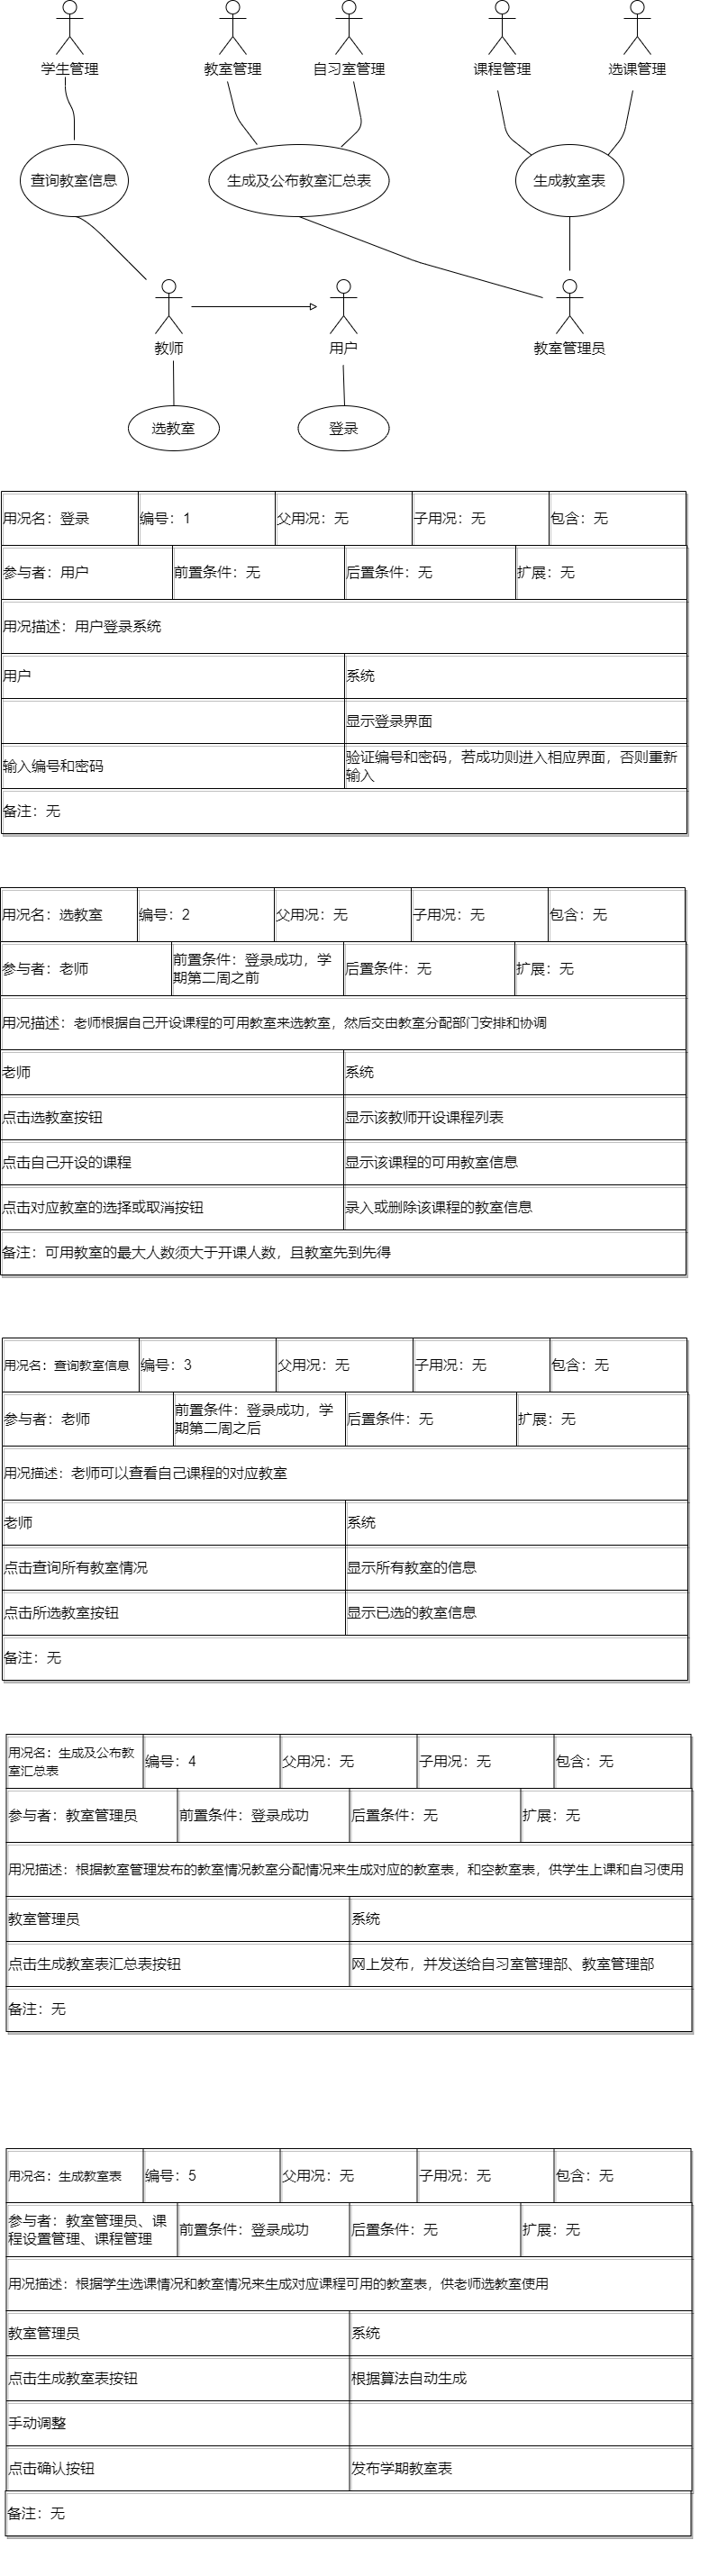 学生管理
教室管理
自习室管理
课程管理
选课管理
查询教室信息
生成及公布教室汇总表
生成教室表
教师
用户
教室管理员
选教室
登录
用况名：登录
编号：1
父用况：无
子用况：无
包含：无
参与者：用户
前置条件：无
后置条件：无
扩展：无
用况描述：用户登录系统
用户
系统
显示登录界面
输入编号和密码
验证编号和密码，若成功则进入相应界面，否则重新
输入
备注：无
用况名：选教室
编号：2
父用况：无
子用况：无
包含：无
参与者：老师
前置条件：登录成功，学
期第二周之前
后置条件：无
扩展：无
用况描述：老师根据自己开设课程的可用教室来选教室，然后交由教室分配部门安排和协调
老师
系统
点击选教室按钮
显示该教师开设课程列表
点击自己开设的课程
显示该课程的可用教室信息
点击对应教室的选择或取消按钮
录入或删除该课程的教室信息
备注：可用教室的最大人数须大于开课人数，且教室先到先得
用况名：查询教室信息
编号：3
父用况：无
子用况：无
包含：无
参与者：老师
前置条件：登录成功，学
期第二周之后
后置条件：无
扩展：无
用况描述：老师可以查看自己课程的对应教室
老师
系统
点击查询所有教室情况
显示所有教室的信息
点击所选教室按钮
显示已选的教室信息
备注：无
用况名：生成及公布教
室汇总表
编号：4
父用况：无
子用况：无
包含：无
参与者：教室管理员
前置条件：登录成功
后置条件：无
扩展：无
用况描述：根据教室管理发布的教室情况教室分配情况来生成对应的教室表，和空教室表，供学生上课和自习使用
教室管理员
系统
点击生成教室表汇总表按钮
网上发布，并发送给自习室管理部、教室管理部
备注：无
用况名：生成教室表
编号：5
父用况：无
子用况：无
包含：无
参与者：教室管理员、课
程设置管理、课程管理
前置条件：登录成功
后置条件：无
扩展：无
用况描述：根据学生选课情况和教室情况来生成对应课程可用的教室表，供老师选教室使用
教室管理员
系统
点击生成教室表按钮
根据算法自动生成
手动调整
点击确认按钮
发布学期教室表
备注：无